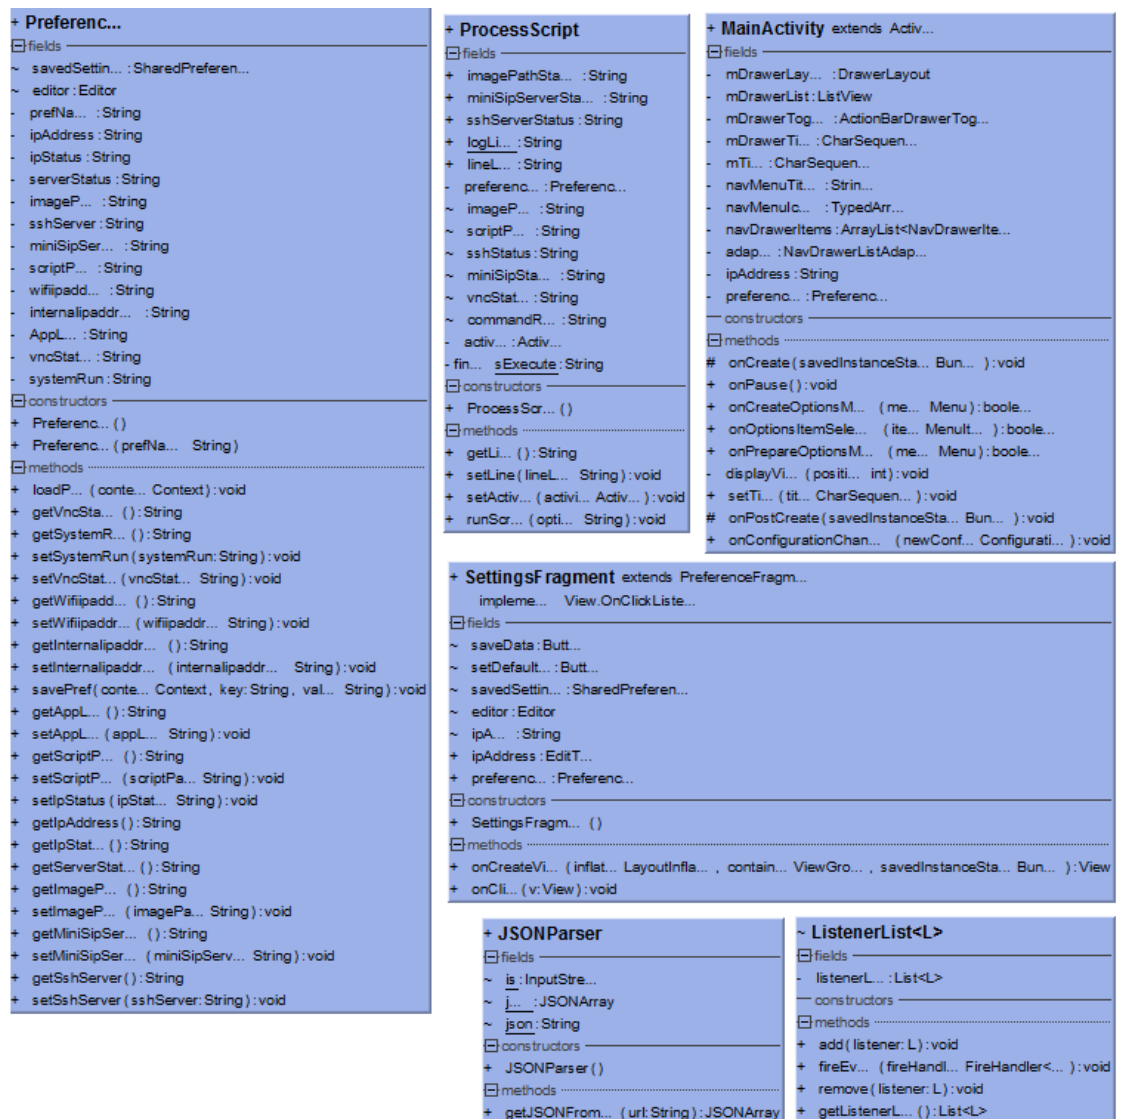 + Preferenc...
fields
~ savedSettin... : SharedPreferen...
~ editor : Editor
- prefNa... : String
- ipAddress : String
- ipStatus : String
- serverStatus : String
- imageP... : String
- sshServer : String
- miniSipSer... : String
- scriptP... : String
- wifiipadd... : String
- internalipaddr... : String
- AppL... : String
- vncStat... : String
- systemRun : String
constructors
+ Preferenc... ( )
+ Preferenc... ( prefNa... String )
methods
+ loadP... ( conte... Context ) : void
+ getVncSta... ( ) : String
+ getSystemR... ( ) : String
+ setSystemRun ( systemRun: String ) : void
+ setVncStat... ( vncStat... String ) : void
+ getWifiipadd... ( ) : String
+ setWifiipaddr... ( wifiipaddr... String ) : void
+ getInternalipaddr... ( ) : String
+ setInternalipaddr... ( internalipaddr... String ) : void
+ savePref ( conte... Context, key: String, val... String ) : void
+ getAppL... ( ) : String
+ setAppL... ( appL... String ) : void
+ getScriptP... ( ) : String
+ setScriptP... ( scriptPa... String ) : void
+ setIpStatus ( ipStat... String ) : void
+ getIpAddress ( ) : String
+ getIpStat... ( ) : String
+ getServerStat... ( ) : String
+ getImageP... ( ) : String
+ setImageP... ( imagePa... String ) : void
+ getMiniSipSer... ( ) : String
+ setMiniSipSer... ( miniSipServ... String ) : void
+ getSshServer ( ) : String
+ setSshServer ( sshServer: String ) : void
+ ProcessScript
fields
+ imagePathSta... : String
+ miniSipServerSta... : String
+ sshServerStatus : String
+ logLi... : String
+ lineL... : String
- preferenc... : Preferenc...
~ imageP... : String
~ scriptP... : String
~ sshStatus : String
~ miniSipSta... : String
~ vncStat... : String
~ commandR... : String
- activ... : Activ...
- fin... sExecute : String
constructors
+ ProcessScr... ( )
methods
+ getLi... ( ) : String
+ setLine ( lineL... String ) : void
+ setActiv... ( activi... Activ... ) : void
+ runScr... ( opti... String ) : void
+ MainActivity extends Activ...
fields
- mDrawerLay... : DrawerLayout
- mDrawerList : ListView
- mDrawerTog... : ActionBarDrawerTog...
- mDrawerTi... : CharSequen...
- mTi... : CharSequen...
- navMenuTit... : Strin...
- navMenuIc... : TypedArr...
- navDrawerItems : ArrayList<NavDrawerIte...
- adap... : NavDrawerListAdap...
- ipAddress : String
- preferenc... : Preferenc...
constructors
methods
# onCreate ( savedInstanceSta... Bun... ) : void
+ onPause ( ) : void
+ onCreateOptionsM... ( me... Menu ) : boole...
+ onOptionsItemSele... ( ite... MenuIt... ) : boole...
+ onPrepareOptionsM... ( me... Menu ) : boole...
- displayVi... ( positi... int ) : void
+ setTi... ( tit... CharSequen... ) : void
# onPostCreate ( savedInstanceSta... Bun... ) : void
+ onConfigurationChan... ( newConf... Configurati... ) : void
+ SettingsFragment extends PreferenceFragm...
impleme... View.OnClickListe...
fields
~ saveData : Butt...
~ setDefault... : Butt...
~ savedSettin... : SharedPreferen...
~ editor : Editor
~ ipA... : String
+ ipAddress : EditT...
+ preferenc... : Preferenc...
constructors
+ SettingsFragm... ( )
methods
+ onCreateVi... ( inflat... LayoutInfla... , contain... ViewGro... , savedInstanceSta... Bun... ) : View
+ onCli... ( v: View ) : void
+ JSONParser
fields
~ is : InputStre...
~ j... : JSONArray
~ json : String
constructors
+ JSONParser ( )
methods
+ getJSONFrom... ( url: String ) : JSONArray
~ ListenerList<L>
fields
- listenerL... : List<L>
constructors
methods
+ add ( listener: L ) : void
+ fireEv... ( fireHandl... FireHandler<... ) : void
+ remove ( listener: L ) : void
+ getListenerL... ( ) : List<L>